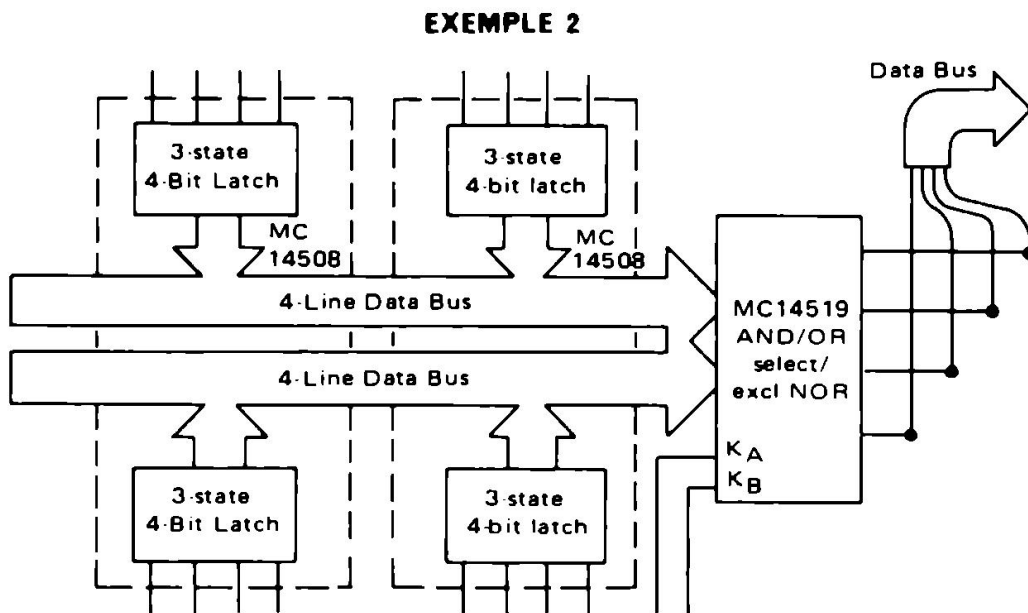 EXEMPLE 2
Data Bus
3-state
4-Bit Latch
3-state
4-bit latch
MC
14508
MC
14508
4-Line Data Bus
MC14519
AND/OR
select/
excl NOR
4-Line Data Bus
KA
KB
3-state
4-Bit Latch
3-state
4-bit latch